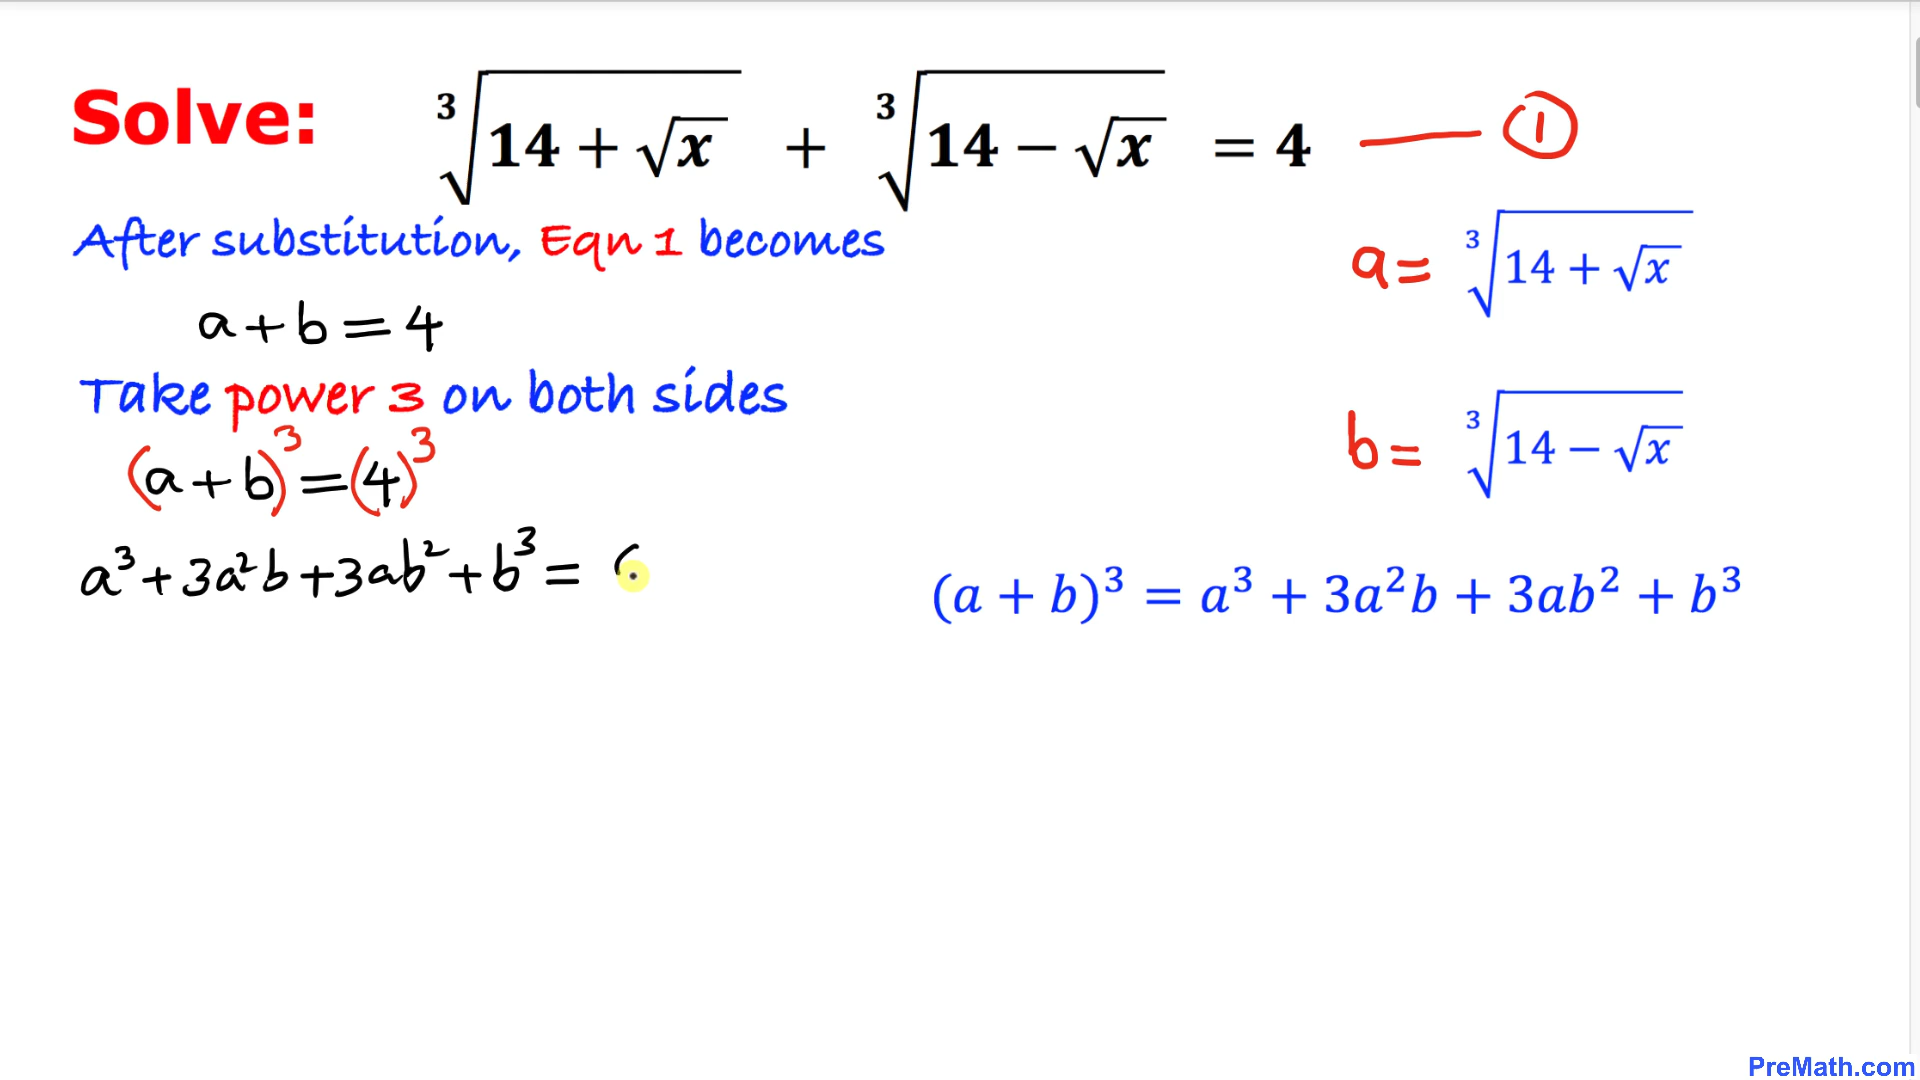 Solve: ∛(14 + √x) + ∛(14 − √x) = 4 — ①
After substitution, Eqn 1 becomes
a = ∛(14 + √x)
a + b = 4
Take power 3 on both sides
b = ∛(14 − √x)
(a + b)³ = (4)³
a³ + 3a²b + 3ab² + b³ =
(a + b)³ = a³ + 3a²b + 3ab² + b³
PreMath.com